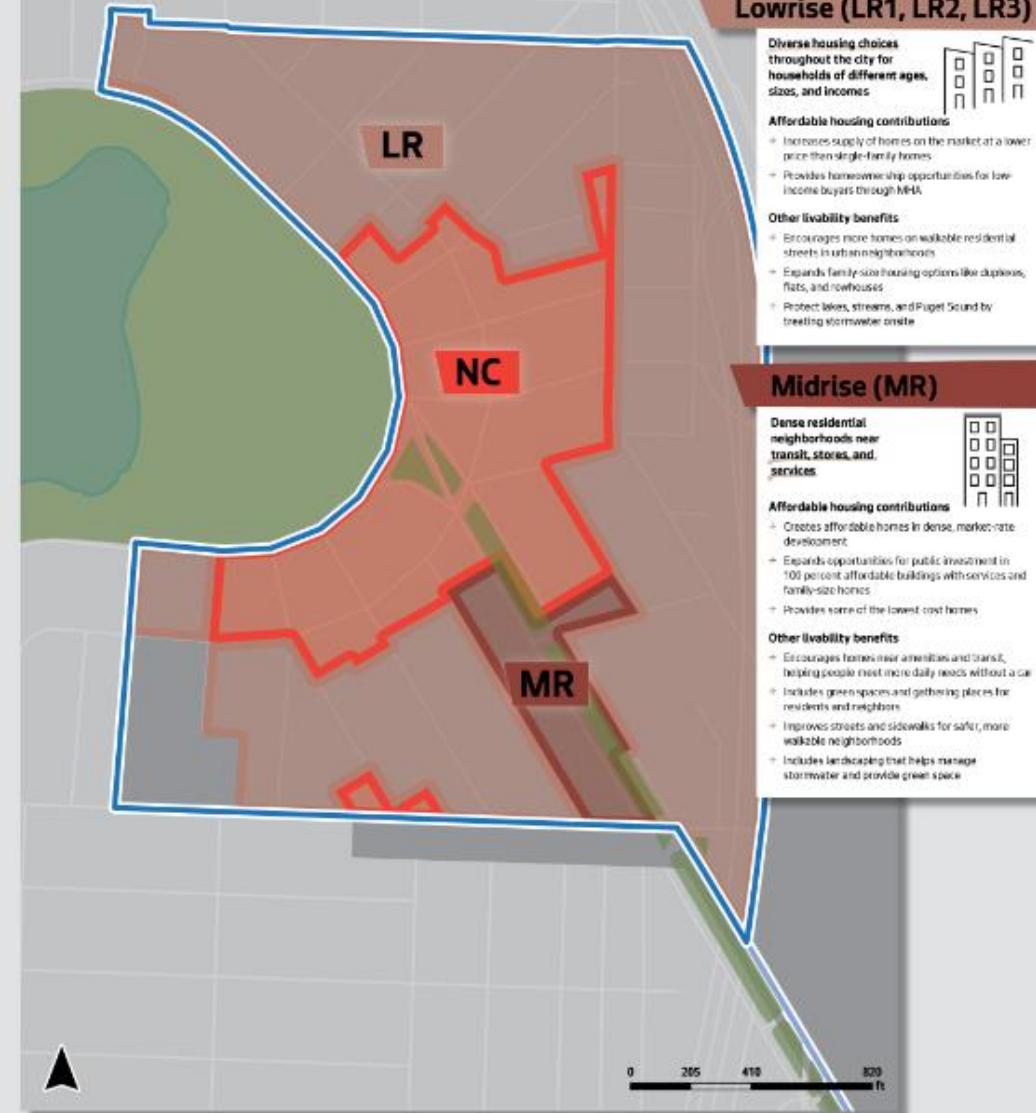 Lowrise (LR1, LR2, LR3)
Diverse housing choices
throughout the city for
households of different ages,
sizes, and incomes
Affordable housing contributions
+ Increases supply of homes on the market at a lower
price than single-family homes
+ Provides homeownership opportunities for low-
income buyers through MHA
Other livability benefits
+ Encourages more homes on walkable residential
streets in urban neighborhoods
+ Expands family-size housing options like duplexes,
flats, and rowhouses
+ Protect lakes, streams, and Puget Sound by
treating stormwater onsite
LR
NC
Midrise (MR)
Dense residential
neighborhoods near
transit, stores, and
services
Affordable housing contributions
+ Creates affordable homes in dense, market-rate
development
+ Expands opportunities for public investment in
100 percent affordable buildings with services and
family-size homes
+ Provides some of the lowest cost homes
Other livability benefits
+ Encourages homes near amenities and transit,
helping people meet more daily needs without a car
+ Includes green spaces and gathering places for
residents and neighbors
+ Improves streets and sidewalks for safer, more
walkable neighborhoods
+ Includes landscaping that helps manage
stormwater and provide green space
MR
0 205 410 820
ft